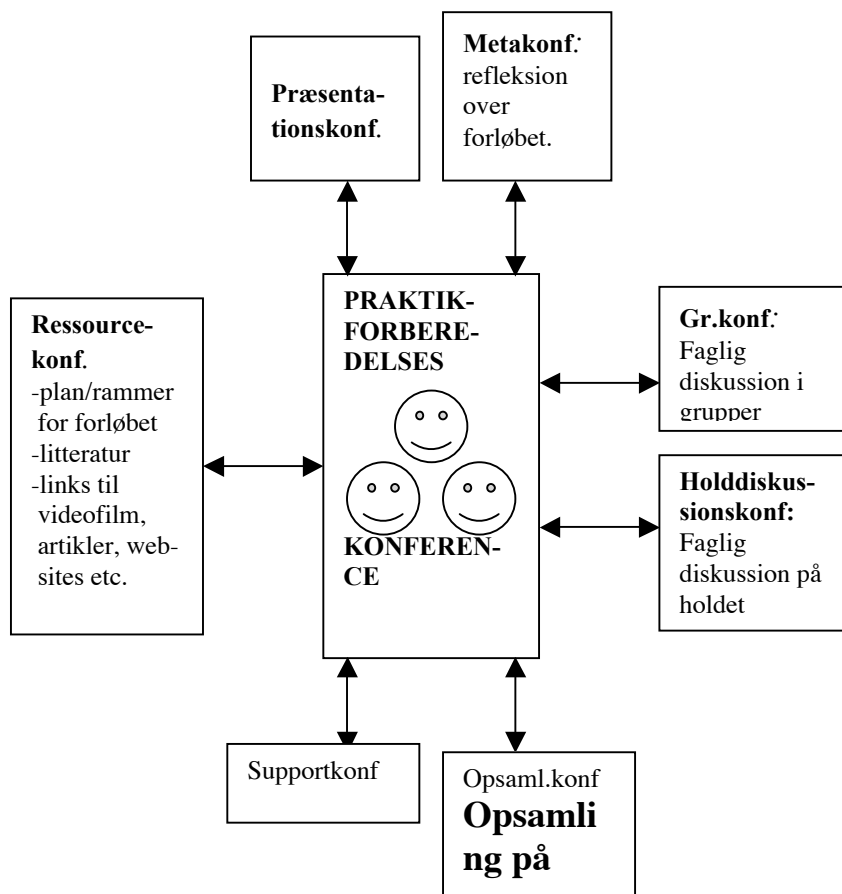 Præsenta-
tionskonf.
Metakonf:
refleksion
over
forløbet.
Ressource-
konf.
-plan/rammer
for forløbet
-litteratur
-links til
videofilm,
artikler, web-
sites etc.
PRAKTIK-
FORBERE-
DELSES
KONFEREN-
CE
Gr.konf:
Faglig
diskussion i
grupper
Holddiskus-
sionskonf:
Faglig
diskussion på
holdet
Supportkonf
Opsaml.konf
Opsamli
ng på